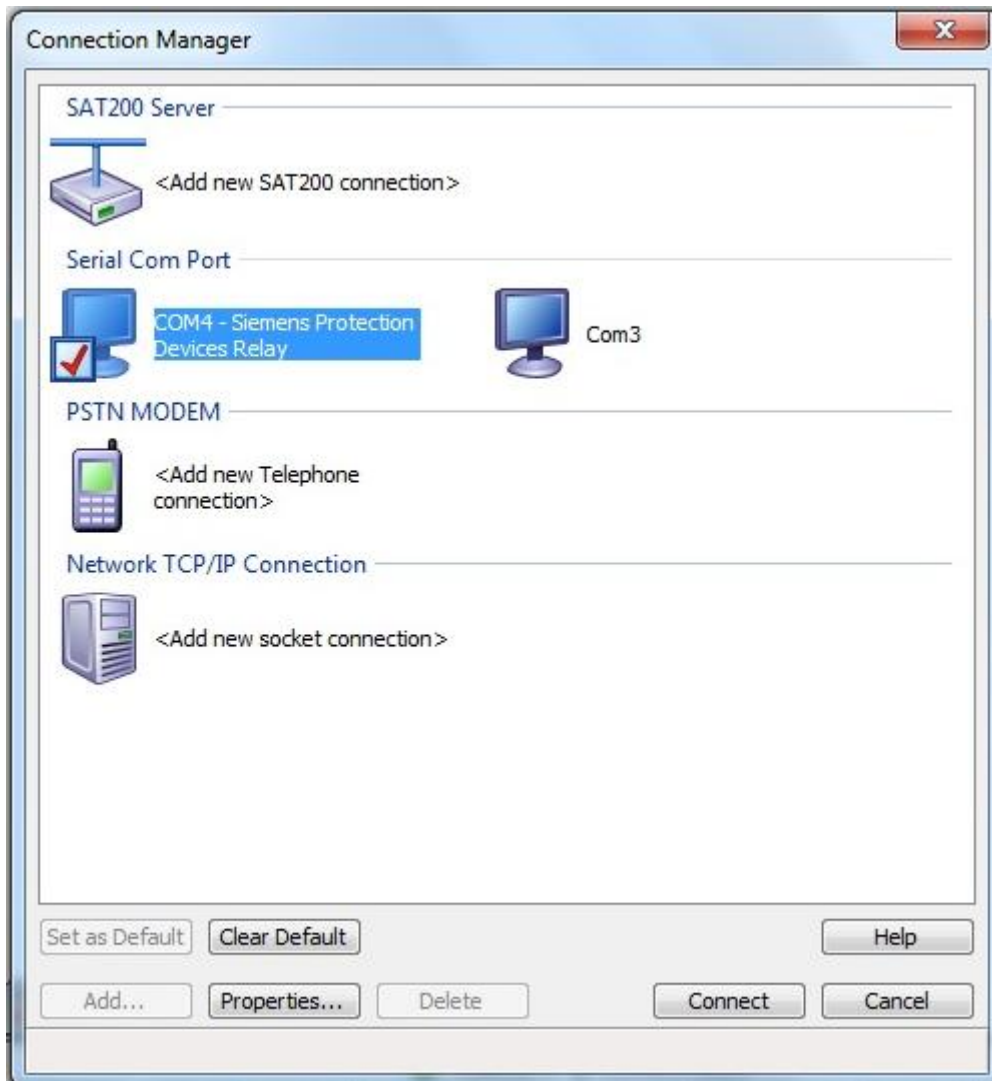 Connection Manager
SAT200 Server
<Add new SAT200 connection>
Serial Com Port
COM4 - Siemens Protection
Devices Relay
Com3
PSTN MODEM
<Add new Telephone
connection>
Network TCP/IP Connection
<Add new socket connection>
Set as Default
Clear Default
Help
Add...
Properties...
Delete
Connect
Cancel